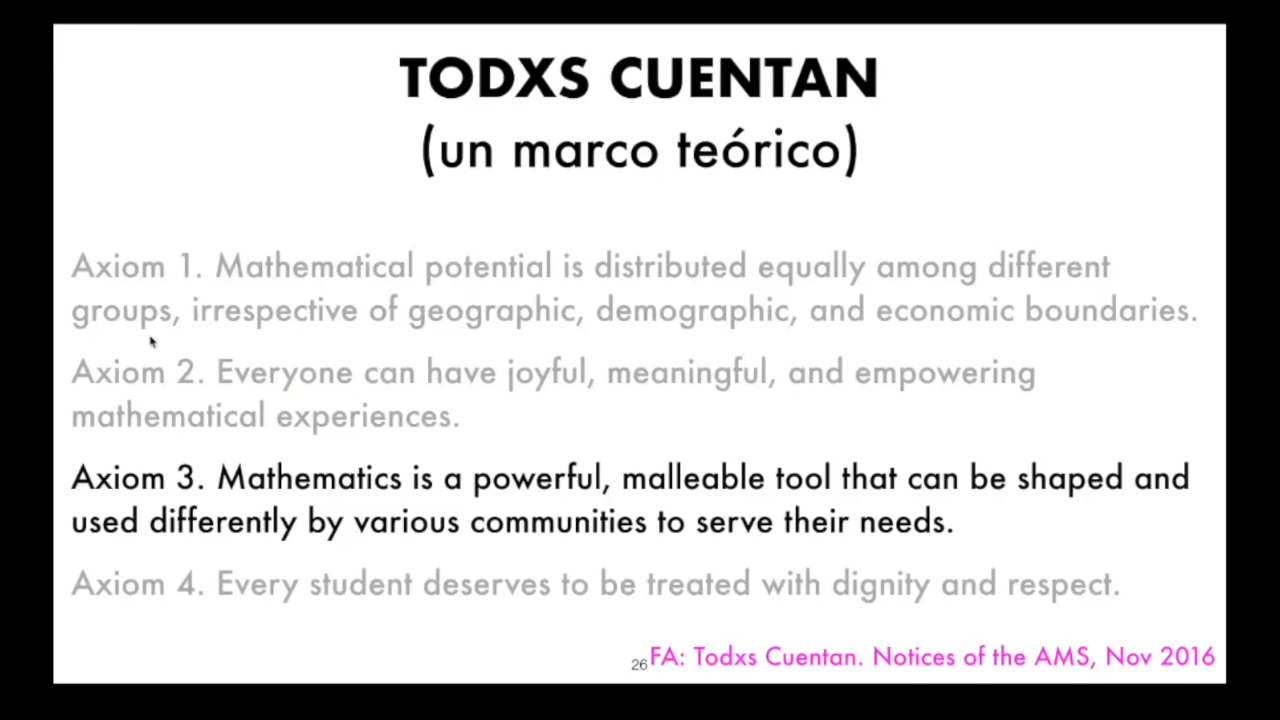 TODXS CUENTAN
(un marco teórico)
Axiom 1. Mathematical potential is distributed equally among different
groups, irrespective of geographic, demographic, and economic boundaries.
Axiom 2. Everyone can have joyful, meaningful, and empowering
mathematical experiences.
Axiom 3. Mathematics is a powerful, malleable tool that can be shaped and
used differently by various communities to serve their needs.
Axiom 4. Every student deserves to be treated with dignity and respect.
26 FA: Todxs Cuentan. Notices of the AMS, Nov 2016